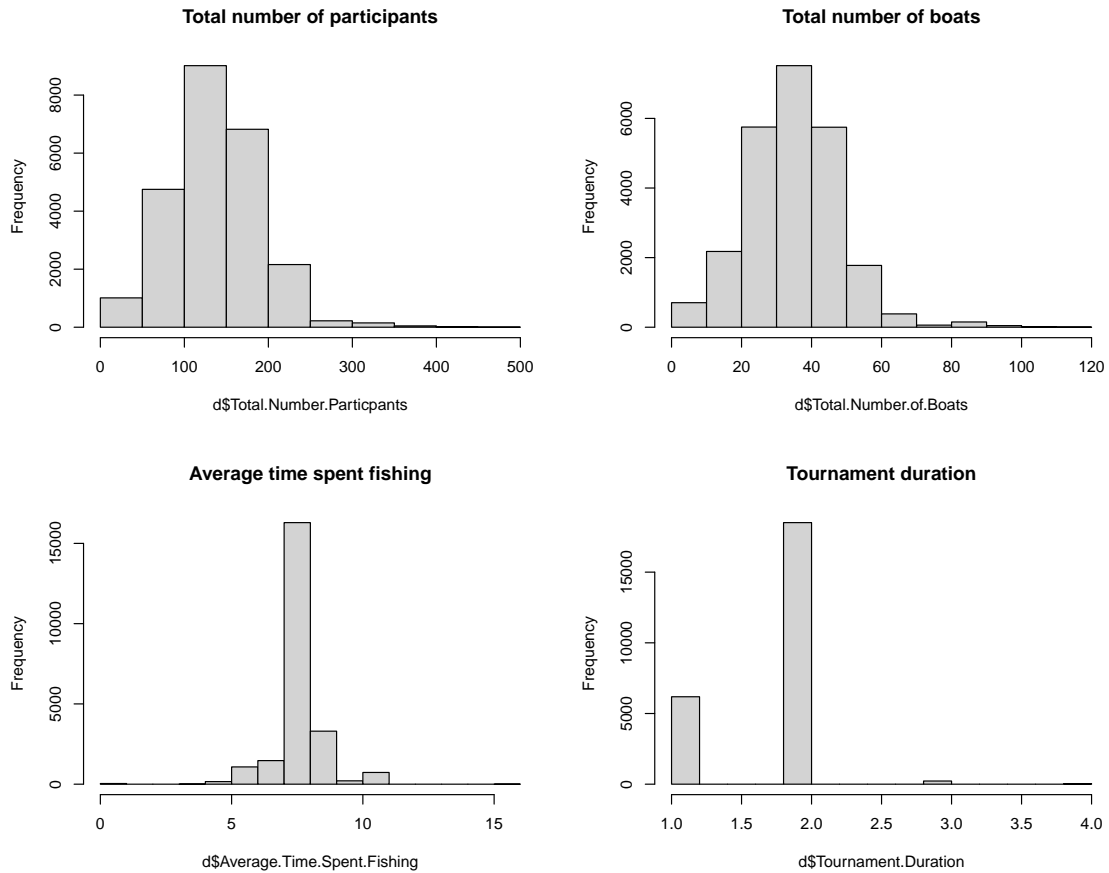 Total number of participants
Frequency
0 2000 4000 6000 8000
0 100 200 300 400 500
d$Total.Number.Particpants
Total number of boats
Frequency
0 2000 4000 6000
0 20 40 60 80 100 120
d$Total.Number.of.Boats
Average time spent fishing
Frequency
0 5000 10000 15000
0 5 10 15
d$Average.Time.Spent.Fishing
Tournament duration
Frequency
0 5000 10000 15000
1.0 1.5 2.0 2.5 3.0 3.5 4.0
d$Tournament.Duration